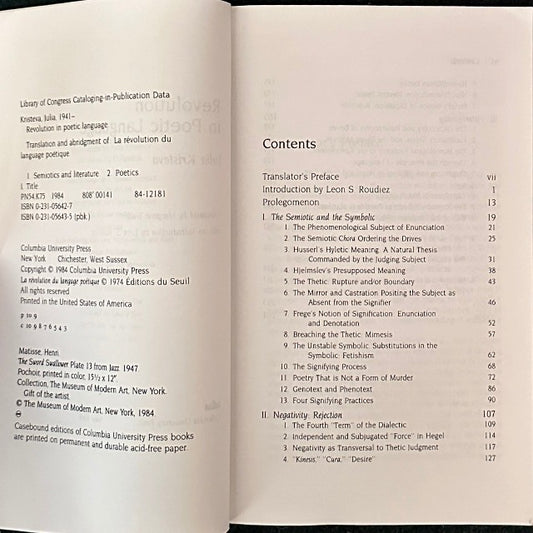 Library of Congress Cataloging-in-Publication Data
Kristeva, Julia, 1941–
Revolution in poetic language
Translation and abridgment of: La révolution du
language poétique
1. Semiotics and literature 2. Poetics
I. Title
PN54.K75 1984 808'.00141 84-12181
ISBN 0-231-05642-7
ISBN 0-231-05643-5 (pbk.)
Columbia University Press
New York Chichester, West Sussex
Copyright © 1984 Columbia University Press
La révolution du langage poétique © 1974 Éditions du Seuil
All rights reserved
Printed in the United States of America
p 10 9
c 10 9 8 7 6 5 4 3
Matisse, Henri
The Sword Swallower Plate 13 from Jazz. 1947.
Pochoir, printed in color, 15½ x 12".
Collection, The Museum of Modern Art, New York.
Gift of the artist.
© The Museum of Modern Art, New York, 1984
Casebound editions of Columbia University Press books
are printed on permanent and durable acid-free paper.
Contents
Translator's Preface vii
Introduction by Leon S. Roudiez 1
Prolegomenon 13
I. The Semiotic and the Symbolic 19
1. The Phenomenological Subject of Enunciation 21
2. The Semiotic Chora Ordering the Drives 25
3. Husserl's Hyletic Meaning: A Natural Thesis
Commanded by the Judging Subject 31
4. Hjelmslev's Presupposed Meaning 38
5. The Thetic: Rupture and/or Boundary 43
6. The Mirror and Castration Positing the Subject as
Absent from the Signifier 46
7. Frege's Notion of Signification: Enunciation
and Denotation 52
8. Breaching the Thetic: Mimesis 57
9. The Unstable Symbolic. Substitutions in the
Symbolic: Fetishism 62
10. The Signifying Process 68
11. Poetry That Is Not a Form of Murder 72
12. Genotext and Phenotext 86
13. Four Signifying Practices 90
II. Negativity: Rejection 107
1. The Fourth "Term" of the Dialectic 109
2. Independent and Subjugated "Force" in Hegel 114
3. Negativity as Transversal to Thetic Judgment 117
4. "Kinesis," "Cura," "Desire" 127